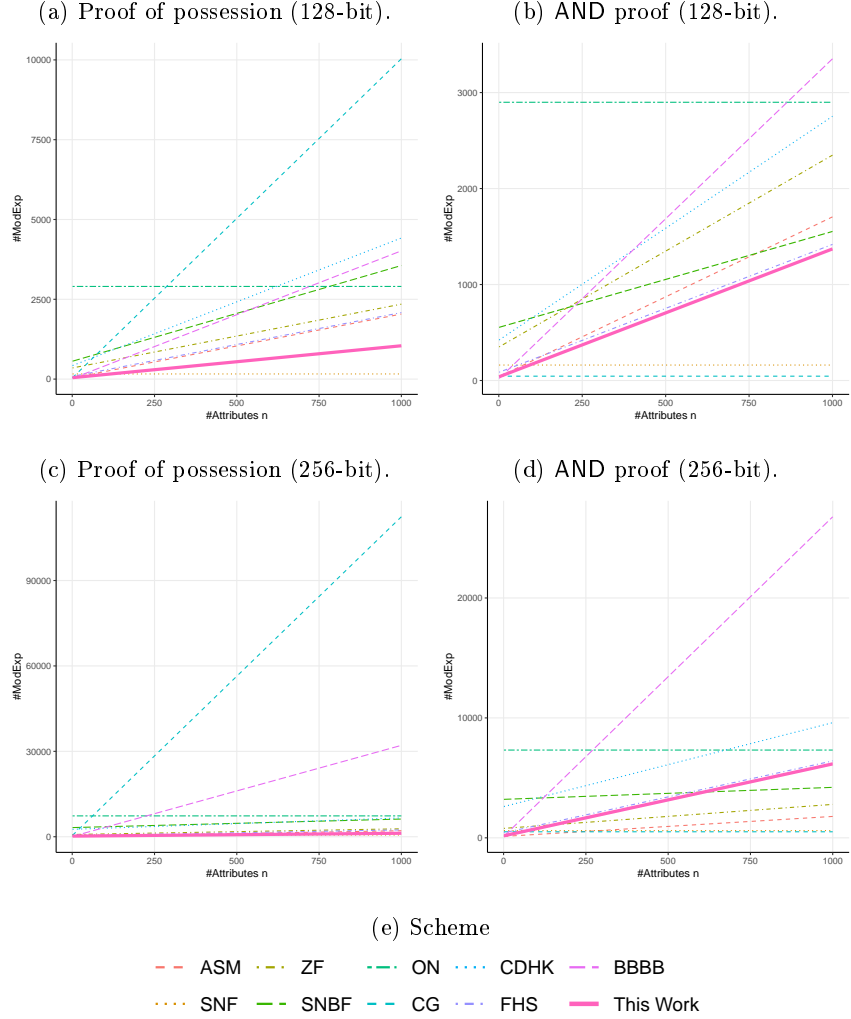 (a) Proof of possession (128-bit).
10000
7500
5000
2500
0
#ModExp
0 250 500 750 1000
#Attributes n
(b) AND proof (128-bit).
3000
2000
1000
0
#ModExp
0 250 500 750 1000
#Attributes n
(c) Proof of possession (256-bit).
90000
60000
30000
0
#ModExp
0 250 500 750 1000
#Attributes n
(d) AND proof (256-bit).
20000
10000
0
#ModExp
0 250 500 750 1000
#Attributes n
(e) Scheme
ASM ZF ON CDHK BBBB
SNF SNBF CG FHS This Work